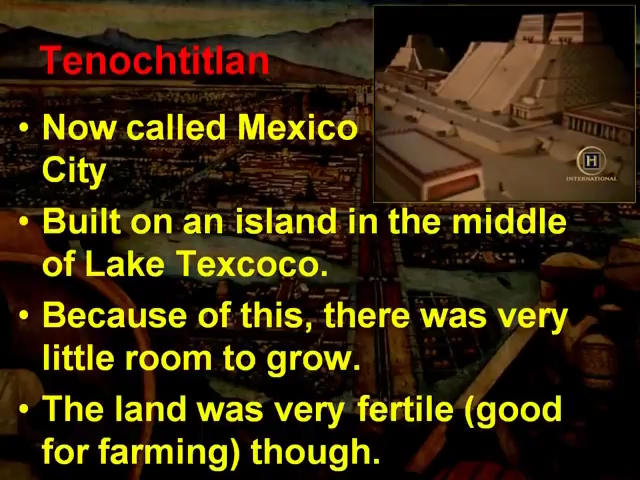 Tenochtitlan
• Now called Mexico
City
• Built on an island in the middle
of Lake Texcoco.
• Because of this, there was very
little room to grow.
• The land was very fertile (good
for farming) though.
H
INTERNATIONAL